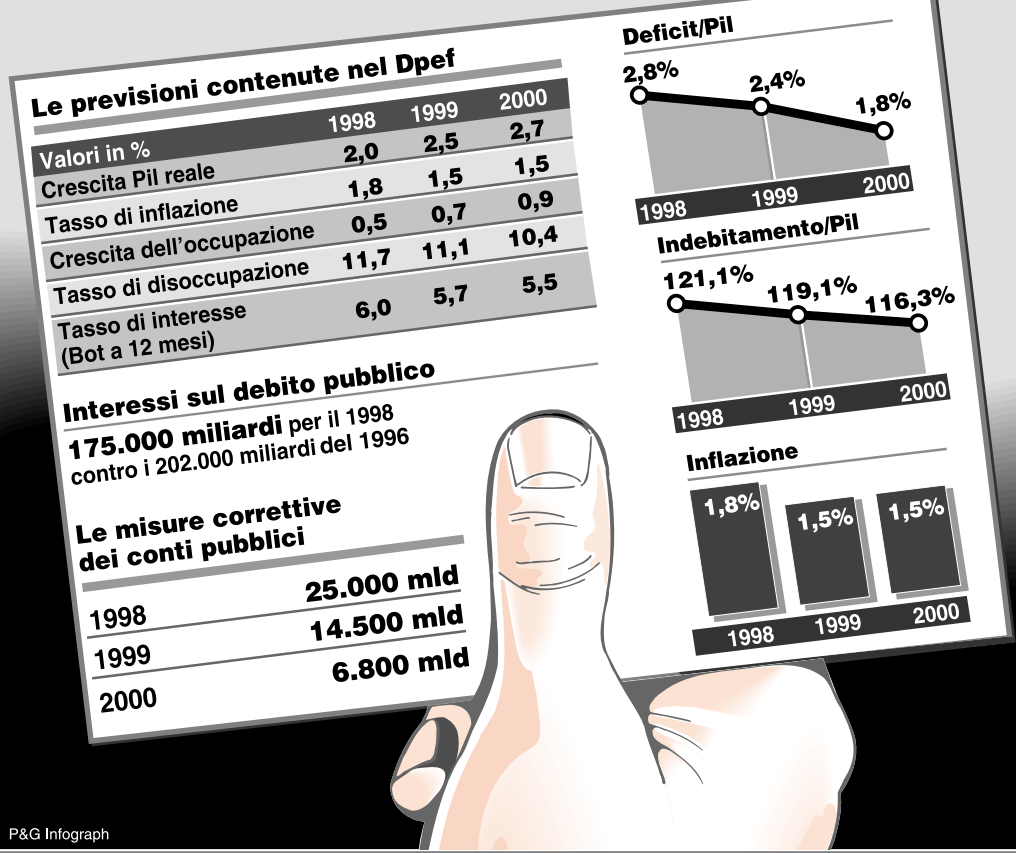 Le previsioni contenute nel Dpef
Valori in % 1998 1999 2000
Crescita Pil reale 2,0 2,5 2,7
Tasso di inflazione 1,8 1,5 1,5
Crescita dell'occupazione 0,5 0,7 0,9
Tasso di disoccupazione 11,7 11,1 10,4
Tasso di interesse
(Bot a 12 mesi) 6,0 5,7 5,5
Interessi sul debito pubblico
175.000 miliardi per il 1998
contro i 202.000 miliardi del 1996
Le misure correttive
dei conti pubblici
1998 25.000 mld
1999 14.500 mld
2000 6.800 mld
Deficit/Pil
2,8% 2,4% 1,8%
1998 1999 2000
Indebitamento/Pil
121,1% 119,1% 116,3%
1998 1999 2000
Inflazione
1,8% 1,5% 1,5%
1998 1999 2000
P&G Infograph